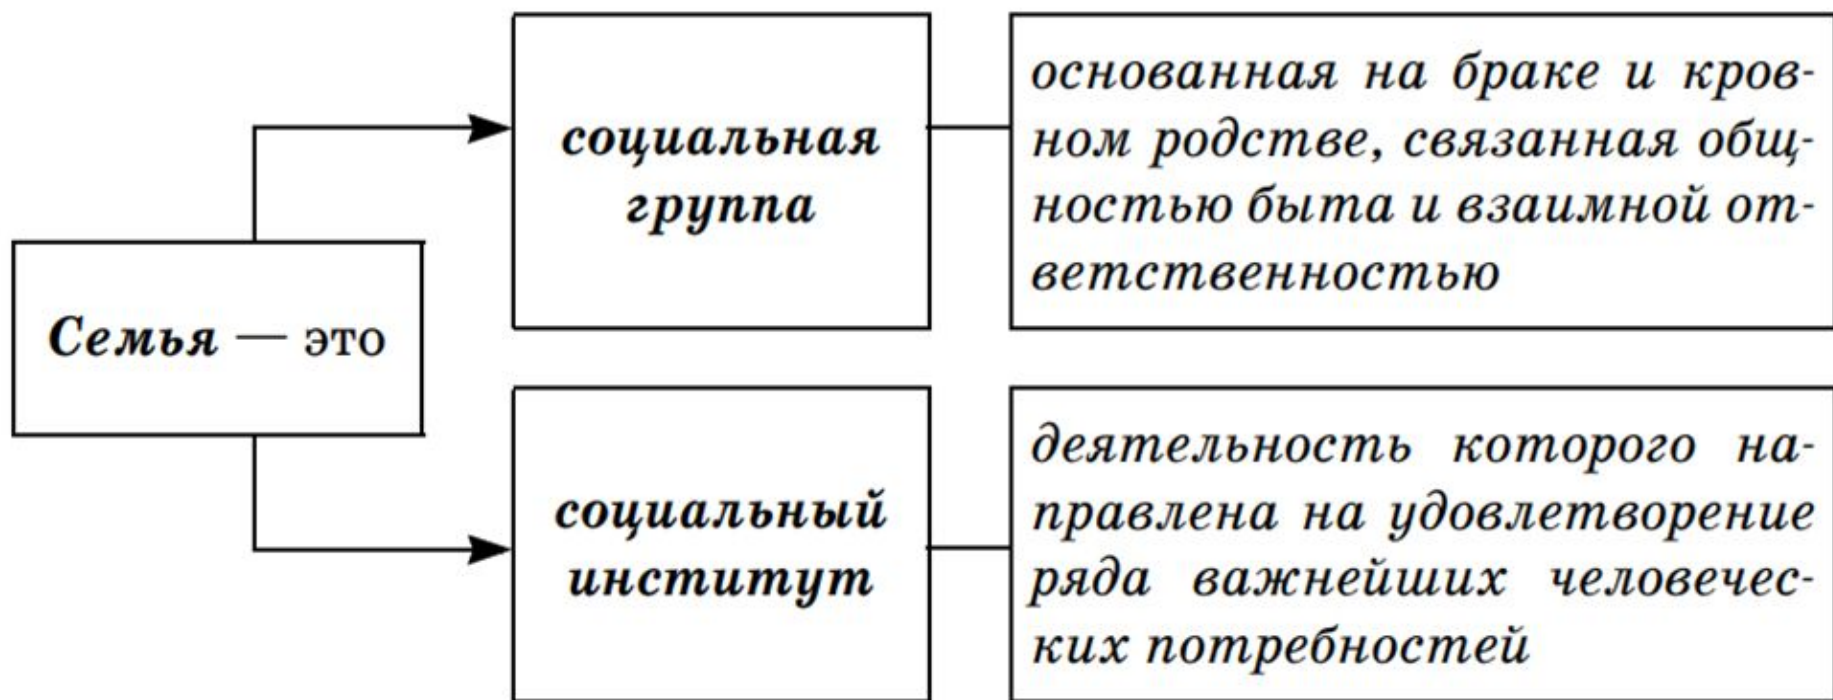 Семья — это
социальная
группа
основанная на браке и кров-
ном родстве, связанная общ-
ностью быта и взаимной от-
ветственностью
социальный
институт
деятельность которого на-
правлена на удовлетворение
ряда важнейших человечес-
ких потребностей